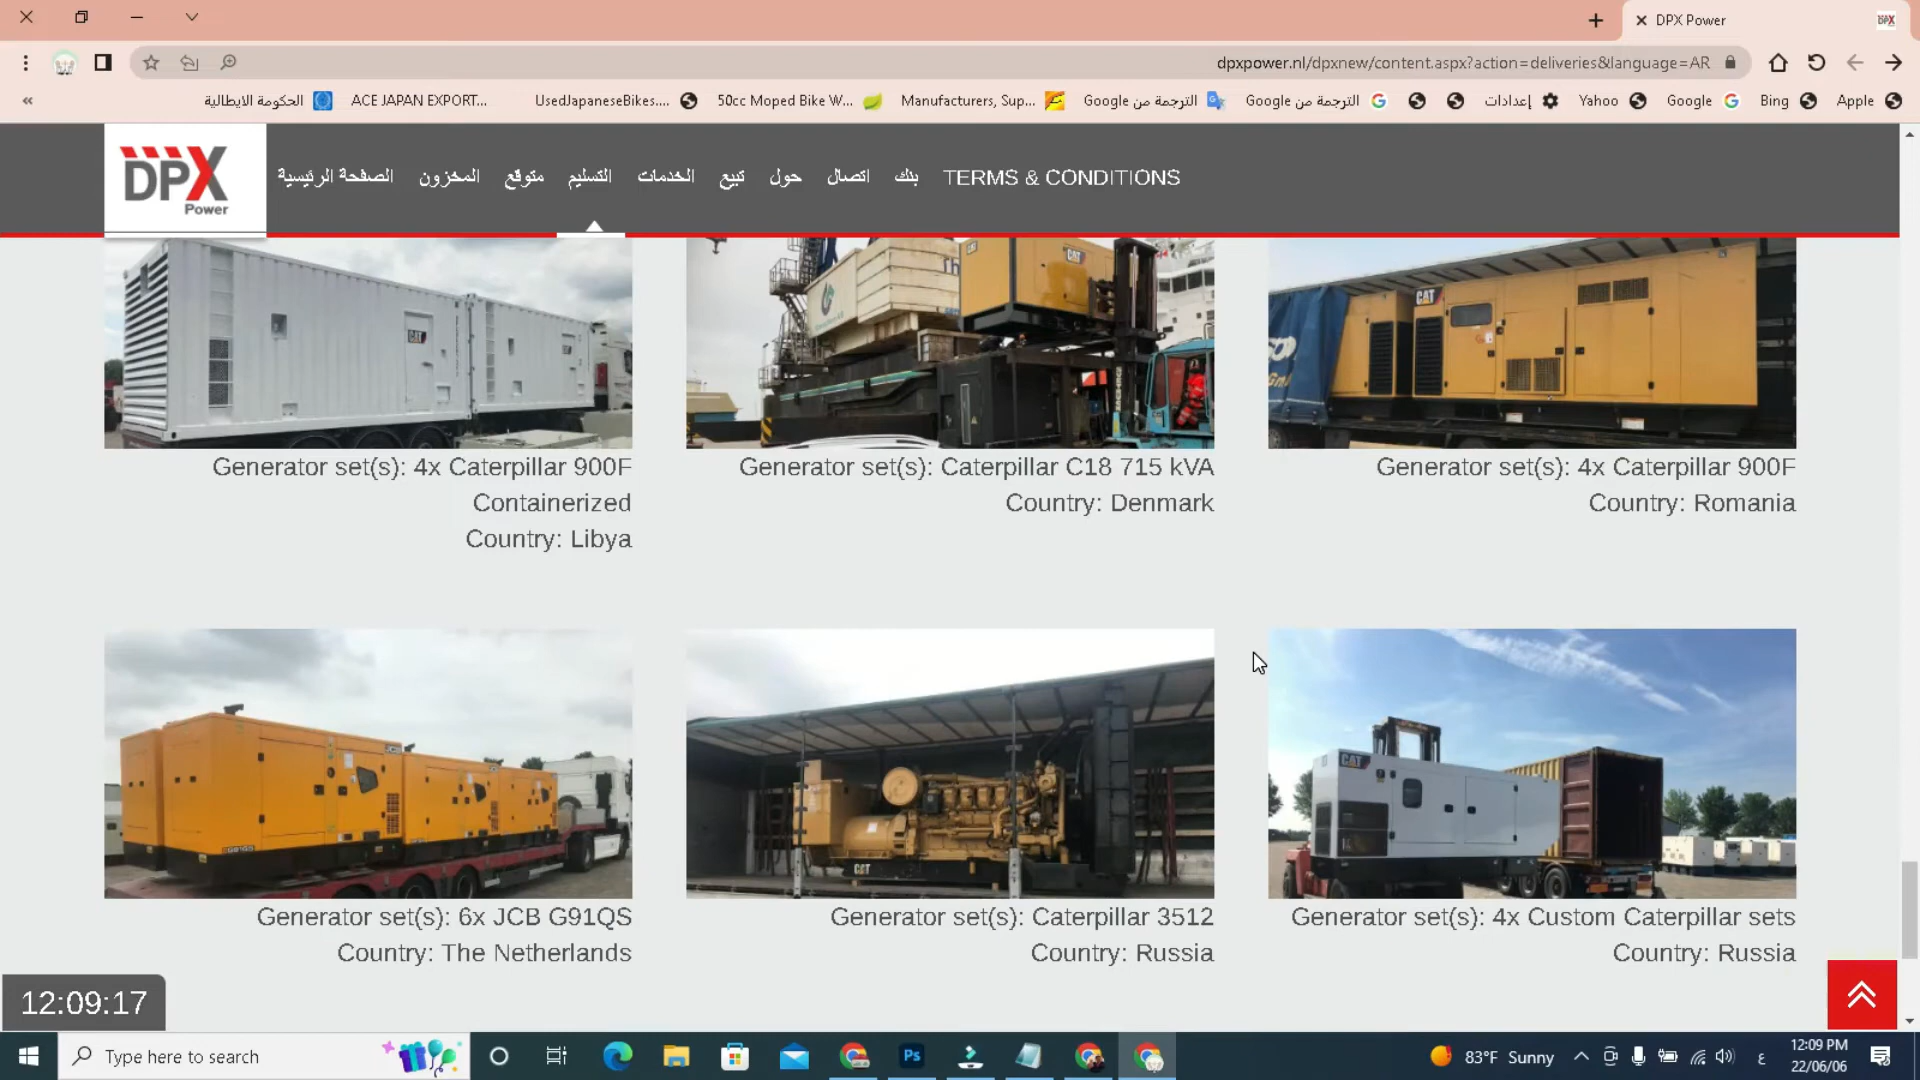 DPX Power
dpxpower.nl/dpxnew/content.aspx?action=deliveries&language=AR
الحكومة الايطالية
ACE JAPAN EXPORT...
UsedJapaneseBikes....
50cc Moped Bike W...
Manufacturers, Sup...
الترجمة من Google
الترجمة من Google
إعدادات
Yahoo
Google
Bing
Apple
DPX
Power
الصفحة الرئيسية
المخزون
متوقع
التسليم
الخدمات
تبيع
حول
اتصال
بنك
TERMS & CONDITIONS
CAT
CAT
CAT
Generator set(s): 4x Caterpillar 900F
Containerized
Country: Libya
Generator set(s): Caterpillar C18 715 kVA
Country: Denmark
Generator set(s): 4x Caterpillar 900F
Country: Romania
CAT
CAT
Generator set(s): 6x JCB G91QS
Country: The Netherlands
Generator set(s): Caterpillar 3512
Country: Russia
Generator set(s): 4x Custom Caterpillar sets
Country: Russia
12:09:17
Type here to search
Ps
83°F Sunny
ع
12:09 PM
22/06/06